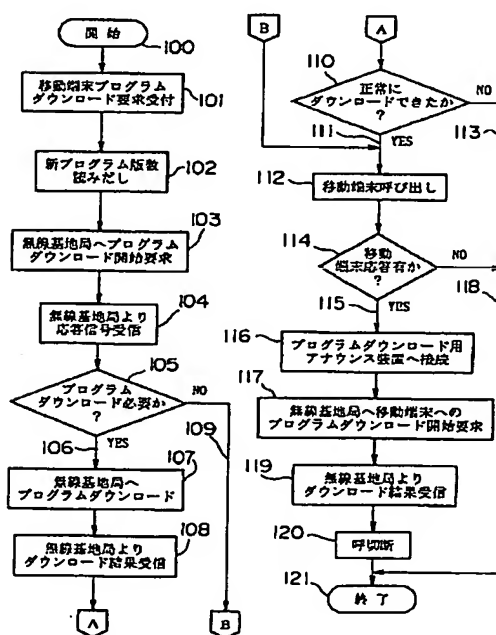 開始
100
移動端末プログラム
ダウンロード要求受付
101
新プログラム版数
読みだし
102
103
無線基地局へプログラム
ダウンロード開始要求
104
無線基地局より
応答信号受信
105
プログラム
ダウンロード必要か
?
NO
106
YES
109
107
無線基地局へ
プログラムダウンロード
108
無線基地局より
ダウンロード結果受信
A
B
B
A
110
正常に
ダウンロードできたか
?
NO
111
YES
113
112
移動端末呼び出し
114
移動
端末応答有か
?
NO
115
YES
118
116
プログラムダウンロード用
アナウンス装置へ接続
117
無線基地局へ移動端末への
プログラムダウンロード開始要求
119
無線基地局より
ダウンロード結果受信
120
呼切断
121
終了